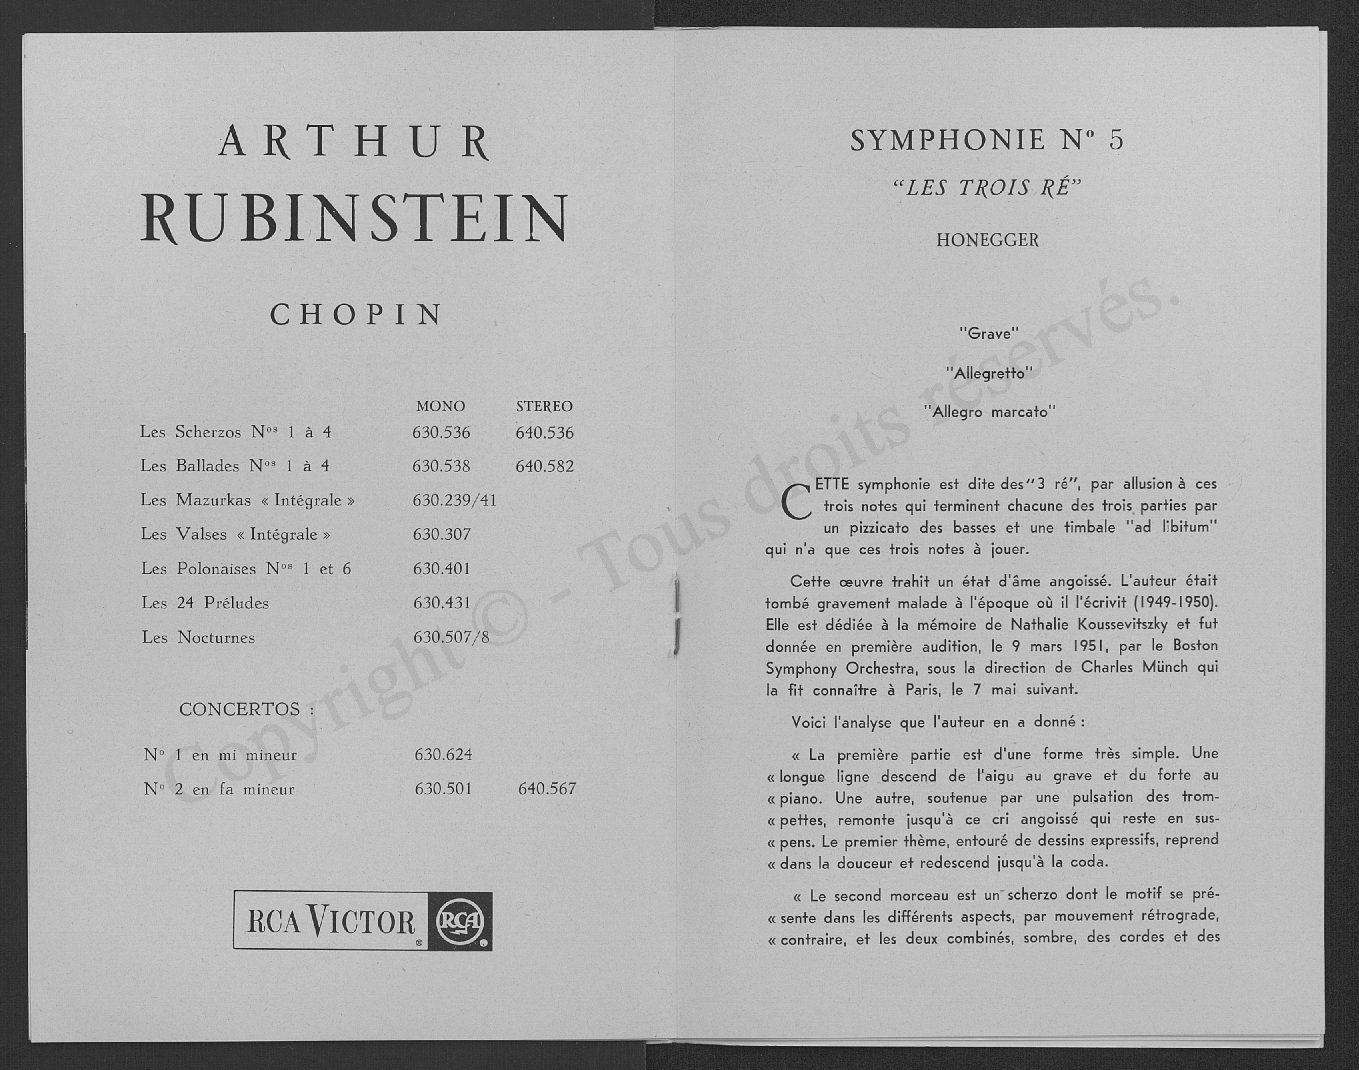 ARTHUR
RUBINSTEIN
CHOPIN
MONO STEREO
Les Scherzos Nos 1 à 4 630.536 640.536
Les Ballades Nos 1 à 4 630.538 640.582
Les Mazurkas « Intégrale » 630.239/41
Les Valses « Intégrale » 630.307
Les Polonaises Nos 1 et 6 630.401
Les 24 Préludes 630.431
Les Nocturnes 630.507/8
CONCERTOS :
No 1 en mi mineur 630.624
No 2 en fa mineur 630.501 640.567
RCA VICTOR ® RCA ®
SYMPHONIE No 5
“LES TROIS RÉ”
HONEGGER
"Grave"
"Allegretto"
"Allegro marcato"
CETTE symphonie est dite des “3 ré”, par allusion à ces
trois notes qui terminent chacune des trois parties par
un pizzicato des basses et une timbale "ad libitum"
qui n'a que ces trois notes à jouer.
Cette œuvre trahit un état d'âme angoissé. L'auteur était
tombé gravement malade à l'époque où il l'écrivit (1949-1950).
Elle est dédiée à la mémoire de Nathalie Koussevitszky et fut
donnée en première audition, le 9 mars 1951, par le Boston
Symphony Orchestra, sous la direction de Charles Münch qui
la fit connaître à Paris, le 7 mai suivant.
Voici l'analyse que l'auteur en a donné :
« La première partie est d'une forme très simple. Une
« longue ligne descend de l'aigu au grave et du forte au
« piano. Une autre, soutenue par une pulsation des trom-
« pettes, remonte jusqu'à ce cri angoissé qui reste en sus-
« pens. Le premier thème, entouré de dessins expressifs, reprend
« dans la douceur et redescend jusqu'à la coda.
« Le second morceau est un scherzo dont le motif se pré-
« sente dans les différents aspects, par mouvement rétrograde,
« contraire, et les deux combinés, sombre, des cordes et des
Copyright © - Tous droits réservés.